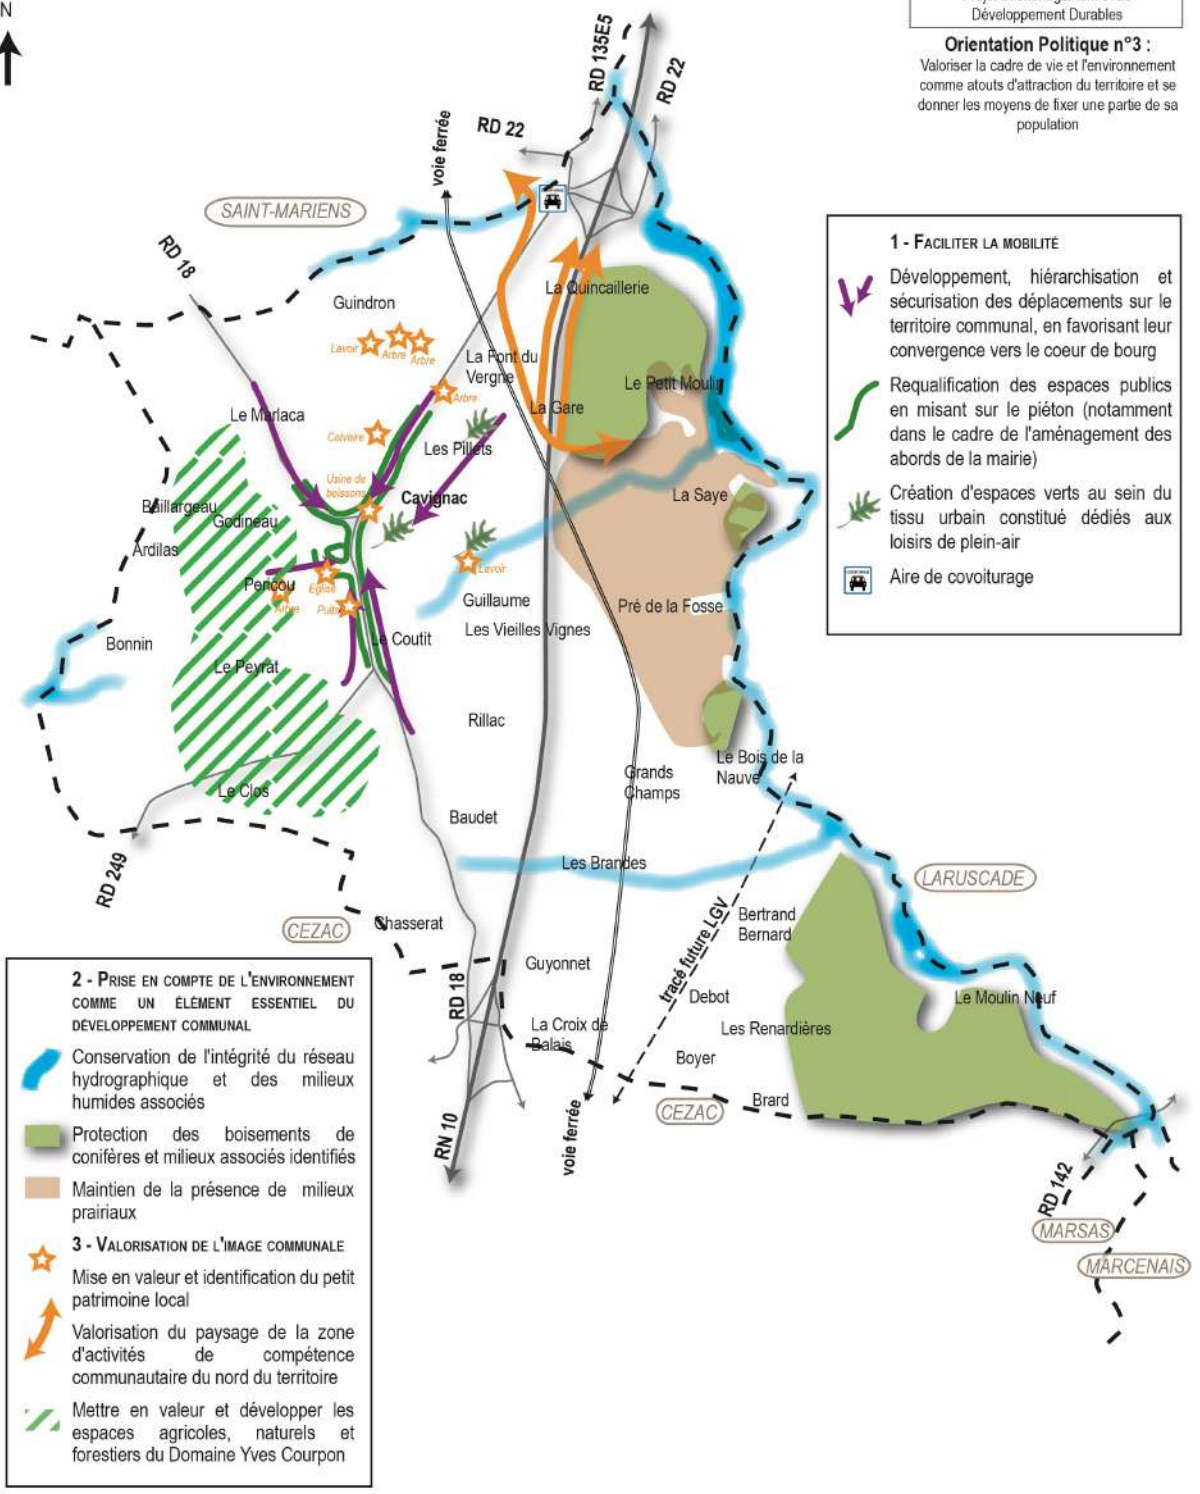 N
Développement Durables
Orientation Politique n°3 :
Valoriser la cadre de vie et l'environnement
comme atouts d'attraction du territoire et se
donner les moyens de fixer une partie de sa
population
RD 135E5
RD 22
RD 22
voie ferrée
SAINT-MARIENS
RD 18
1 - FACILITER LA MOBILITÉ
Développement, hiérarchisation et
sécurisation des déplacements sur le
territoire communal, en favorisant leur
convergence vers le coeur de bourg
Requalification des espaces publics
en misant sur le piéton (notamment
dans le cadre de l'aménagement des
abords de la mairie)
Création d'espaces verts au sein du
tissu urbain constitué dédiés aux
loisirs de plein-air
Aire de covoiturage
La Quincaillerie
Guindron
Lavoir
Arbre
Arbre
La Font du
Vergne
Le Petit Moulin
Arbre
La Gare
Le Marlaca
Calvaire
Les Pillets
Usine de
boissons
Cavignac
La Saye
Baillargeau
Godineau
Ardilas
Lavoir
Pericou
Eglise
Arbre
Puits
Guillaume
Pré de la Fosse
Les Vieilles Vignes
Bonnin
Le Coutit
Le Peyrat
Rillac
Le Bois de la
Nauve
Grands
Champs
Le Clos
Baudet
RD 249
Les Brandes
LARUSCADE
CEZAC
Chasserat
Bertrand
Bernard
tracé future LGV
Guyonnet
RD 18
Debot
Le Moulin Neuf
La Croix de
Balais
Les Renardières
Boyer
Brard
CEZAC
RN 10
voie ferrée
RD 142
MARSAS
MARCENAIS
2 - PRISE EN COMPTE DE L'ENVIRONNEMENT
COMME UN ÉLÉMENT ESSENTIEL DU
DÉVELOPPEMENT COMMUNAL
Conservation de l'intégrité du réseau
hydrographique et des milieux
humides associés
Protection des boisements de
conifères et milieux associés identifiés
Maintien de la présence de milieux
prairiaux
3 - VALORISATION DE L'IMAGE COMMUNALE
Mise en valeur et identification du petit
patrimoine local
Valorisation du paysage de la zone
d'activités de compétence
communautaire du nord du territoire
Mettre en valeur et développer les
espaces agricoles, naturels et
forestiers du Domaine Yves Courpon